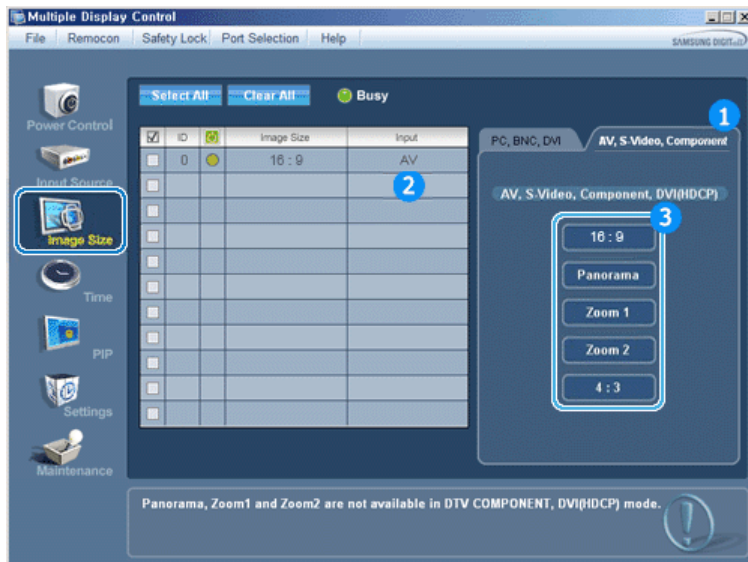 Multiple Display Control
File Remocon Safety Lock Port Selection Help
SAMSUNG DIGITall
Select All Clear All Busy
1
Power Control
ID Image Size Input
PC, BNC, DVI AV, S-Video, Component
0 16 : 9 AV
Input Source
2
AV, S-Video, Component, DVI(HDCP)
3
Image Size
16 : 9
Panorama
Time
Zoom 1
Zoom 2
PIP
4 : 3
Settings
Maintenance
Panorama, Zoom1 and Zoom2 are not available in DTV COMPONENT, DVI(HDCP) mode.